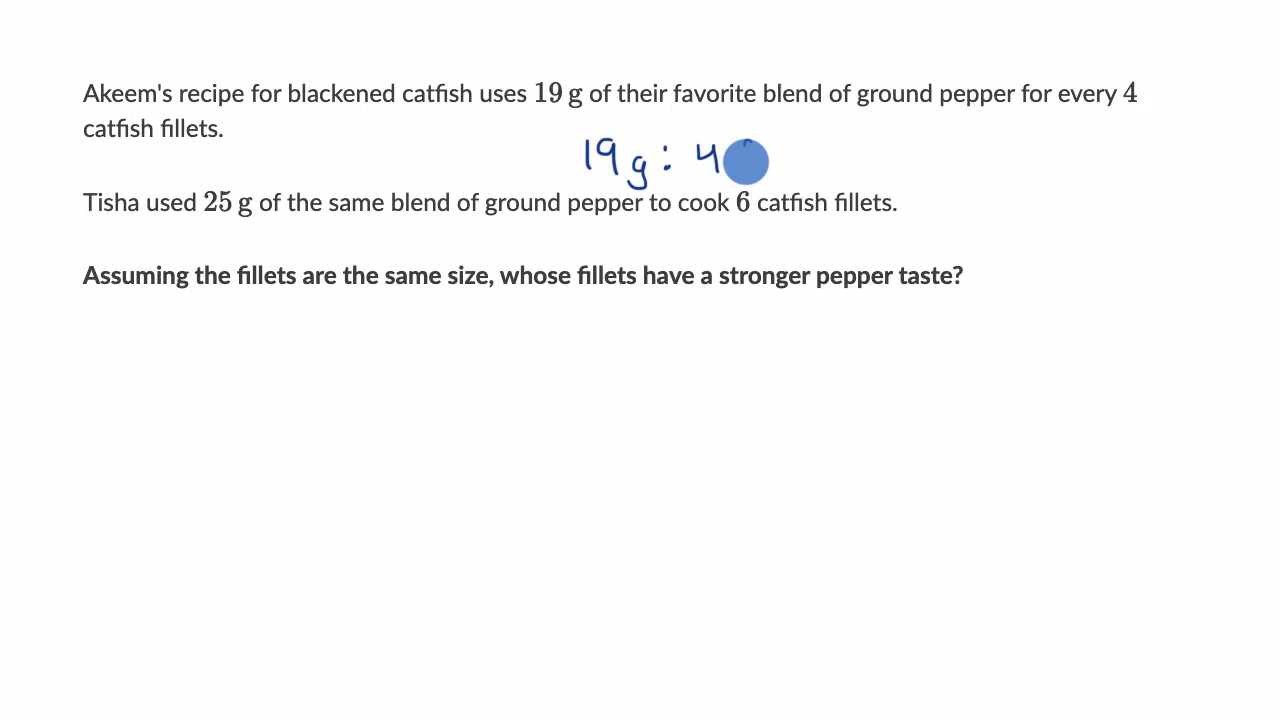 Akeem's recipe for blackened catfish uses 19 g of their favorite blend of ground pepper for every 4
catfish fillets.
19 g : 4
Tisha used 25 g of the same blend of ground pepper to cook 6 catfish fillets.
Assuming the fillets are the same size, whose fillets have a stronger pepper taste?